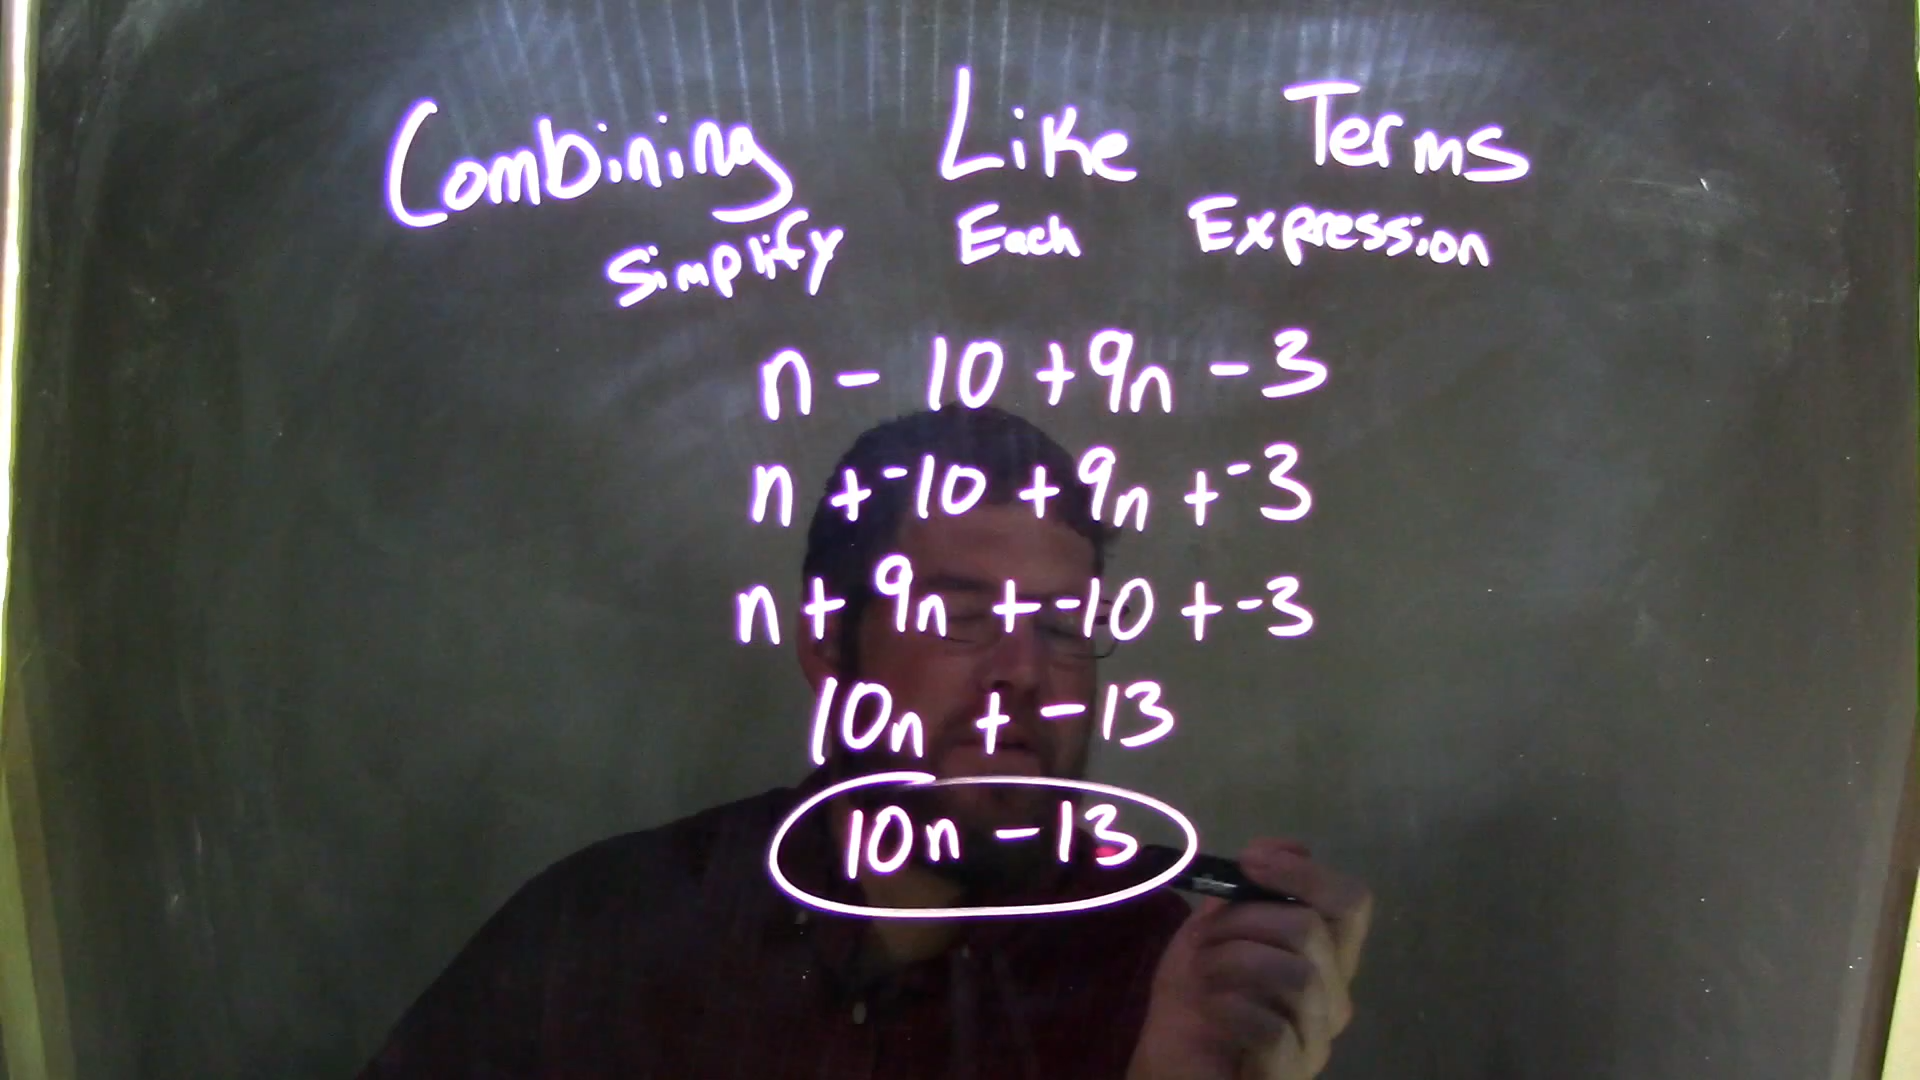 Combining Like Terms
Simplify Each Expression
n - 10 + 9n - 3
n + -10 + 9n + -3
n + 9n + -10 + -3
10n + -13
10n - 13